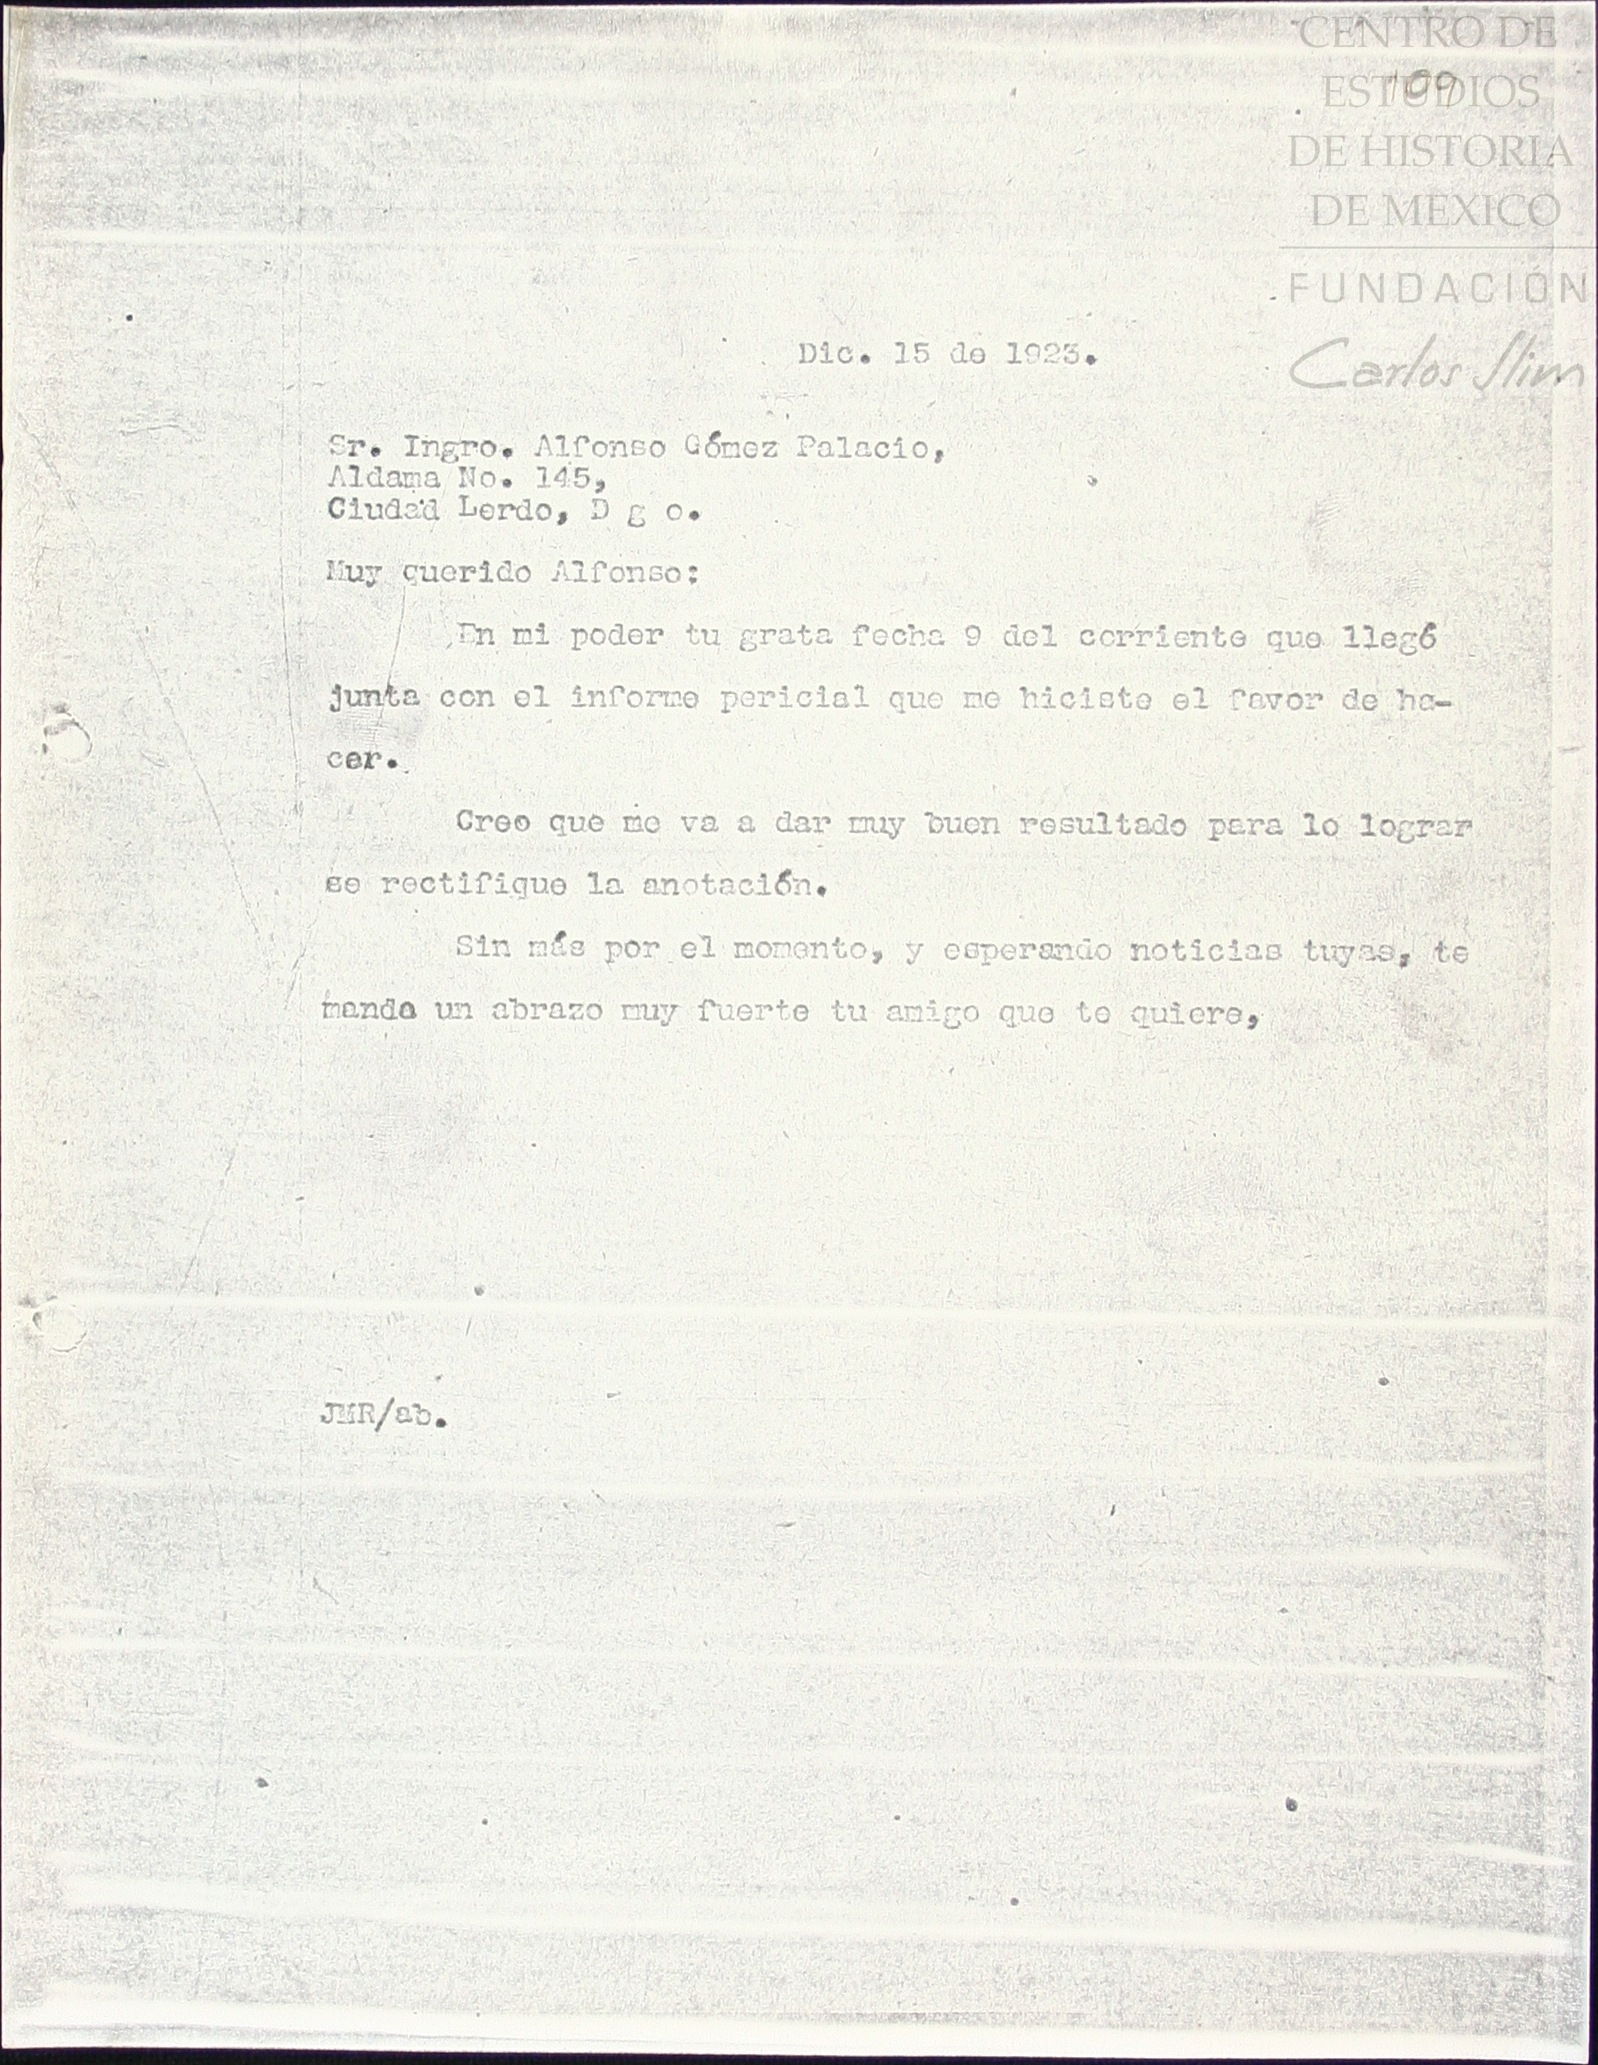 CENTRO DE
ESTUDIOS
DE HISTORIA
DE MEXICO
FUNDACIÓN
Carlos Slim
109
Dic. 15 de 1923.
Sr. Ingro. Alfonso Gómez Palacio,
Aldama No. 145,
Ciudad Lerdo, D g o.
Muy querido Alfonso:
En mi poder tu grata fecha 9 del corriente que llegó
junta con el informe pericial que me hiciste el favor de ha-
cer.
Creo que me va a dar muy buen resultado para lo lograr
se rectifique la anotación.
Sin más por el momento, y esperando noticias tuyas, te
manda un abrazo muy fuerte tu amigo que te quiere,
JMR/ab.